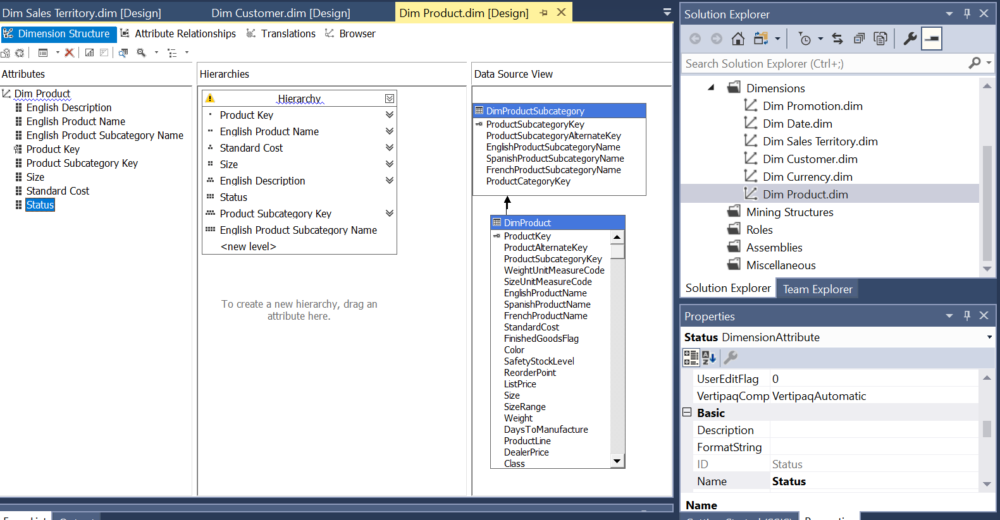 Dim Sales Territory.dim [Design]
Dim Customer.dim [Design]
Dim Product.dim [Design]
Dimension Structure
Attribute Relationships
Translations
Browser
Attributes
Dim Product
English Description
English Product Name
English Product Subcategory Name
Product Key
Product Subcategory Key
Size
Standard Cost
Status
Hierarchies
Hierarchy
Product Key
English Product Name
Standard Cost
Size
English Description
Status
Product Subcategory Key
English Product Subcategory Name
<new level>
To create a new hierarchy, drag an
attribute here.
Data Source View
DimProductSubcategory
ProductSubcategoryKey
ProductSubcategoryAlternateKey
EnglishProductSubcategoryName
SpanishProductSubcategoryName
FrenchProductSubcategoryName
ProductCategoryKey
DimProduct
ProductKey
ProductAlternateKey
ProductSubcategoryKey
WeightUnitMeasureCode
SizeUnitMeasureCode
EnglishProductName
SpanishProductName
FrenchProductName
StandardCost
FinishedGoodsFlag
Color
SafetyStockLevel
ReorderPoint
ListPrice
Size
SizeRange
Weight
DaysToManufacture
ProductLine
DealerPrice
Class
Solution Explorer
Search Solution Explorer (Ctrl+;)
Dimensions
Dim Promotion.dim
Dim Date.dim
Dim Sales Territory.dim
Dim Customer.dim
Dim Currency.dim
Dim Product.dim
Mining Structures
Roles
Assemblies
Miscellaneous
Solution Explorer
Team Explorer
Properties
Status DimensionAttribute
UserEditFlag 0
VertipaqComp VertipaqAutomatic
Basic
Description
FormatString
ID Status
Name Status
Name